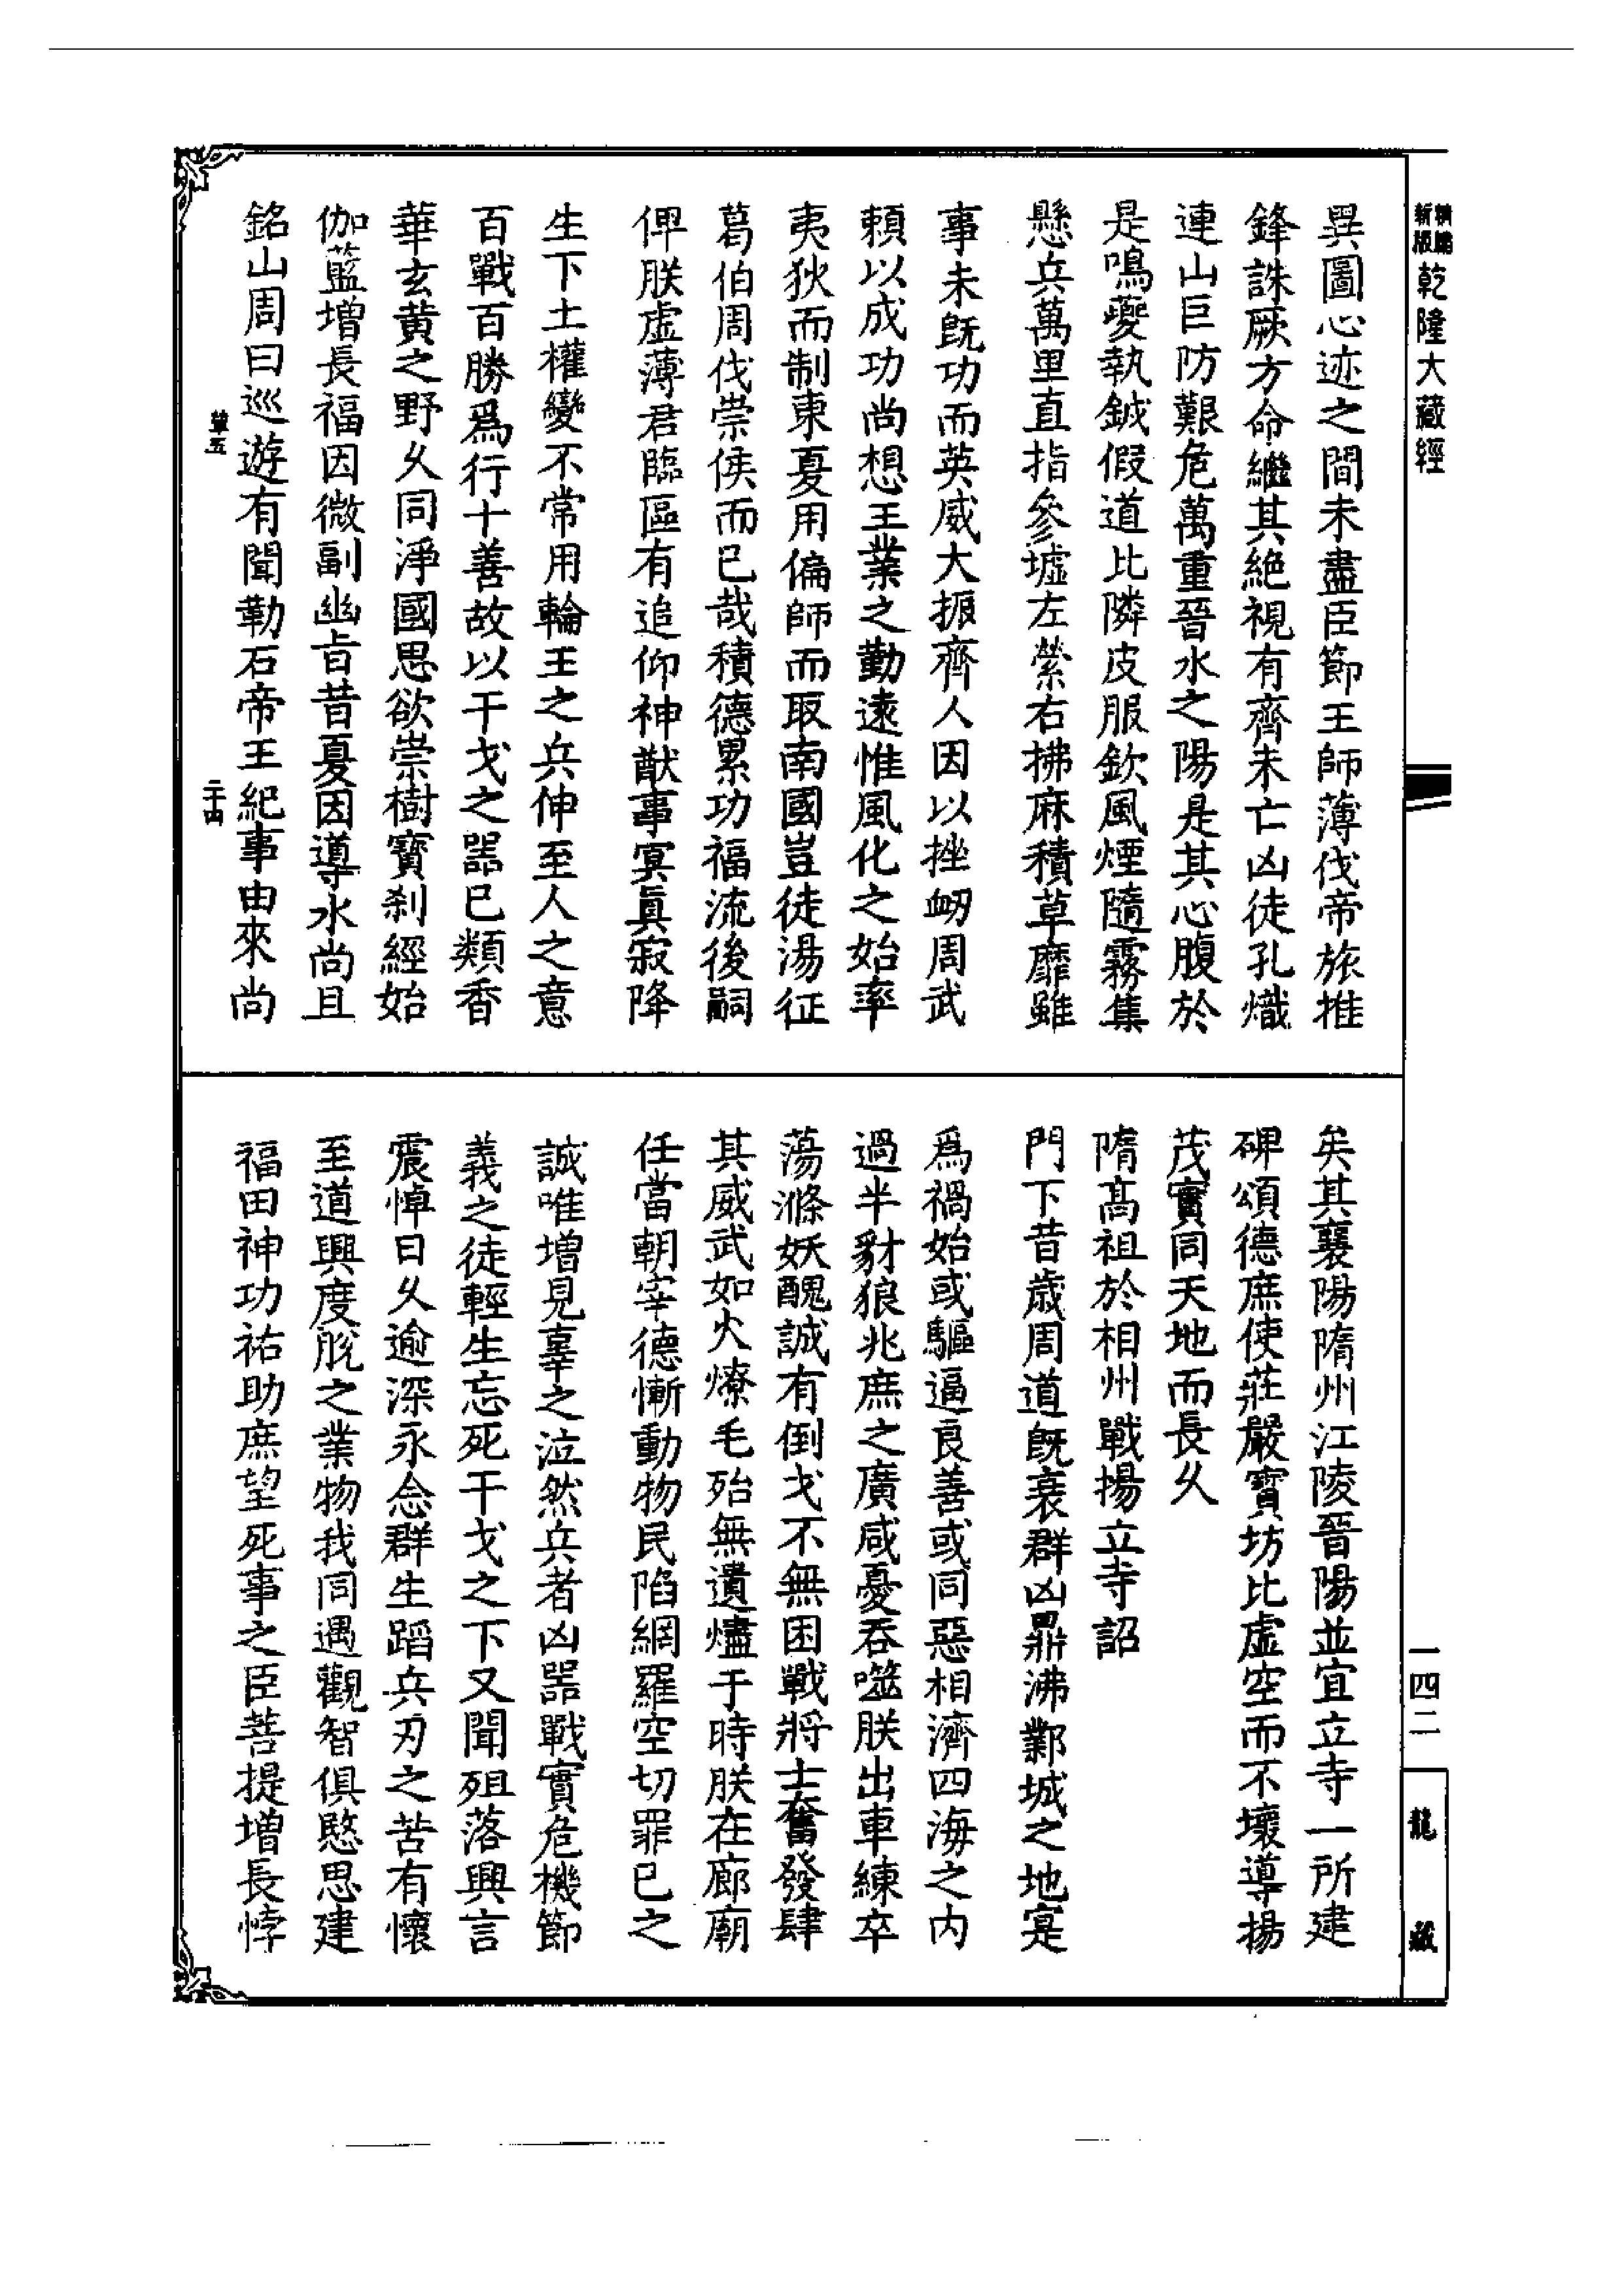 精編
新版
乾隆大藏經
一四二
龍藏
異圖心迹之間未盡臣節王師薄伐帝旅推
鋒誅厥方命繼其絶視有齊未亡凶徒孔熾
連山巨防艱危萬重晉水之陽是其心腹於
是鳴夔執鉞假道北隣皮服欽風煙隨霧集
懸兵萬里直指參墟左縈右拂麻積草靡雖
事未既功而英威大振齊人因以挫衂周武
頼以成功尚想王業之勤遠惟風化之始率
夷狄而制東夏用偏師而取南國豈徒湯征
葛伯周伐崇侯而已哉積德累功福流後嗣
俾朕虚薄君臨區有追仰神猷事冥眞寂降
生下土權變不常用輪王之兵伸至人之意
百戰百勝爲行十善故以干戈之器已類香
華玄黄之野久同淨國思欲崇樹寳刹經始
伽藍増長福因微副幽旨昔夏因導水尚且
銘山周曰巡遊有聞勒石帝王紀事由來尚
草五
二十四
矣其襄陽隋州江陵晉陽並宜立寺一所建
碑頌德庶使莊嚴寳坊比虚空而不壞導揚
茂實同天地而長久
隋髙祖於相州戰場立寺詔
門下昔歳周道既衰群凶鼎沸鄴城之地寔
爲禍始或驅逼良善或同惡相濟四海之内
過半豺狼兆庶之廣咸憂吞噬朕出車練卒
蕩滌妖醜誠有倒戈不無困戰將士奮發肆
其威武如火燎毛殆無遺燼于時朕在廊廟
任當朝宰德慚動物民陷網羅空切罪已之
誠唯増見辜之泣然兵者凶器戰實危機節
義之徒輕生忘死干戈之下又聞殂落興言
震悼日久逾深永念群生蹈兵刃之苦有懷
至道興度脱之業物我同遇觀智俱愍思建
福田神功祐助庶望死事之臣菩提増長悖